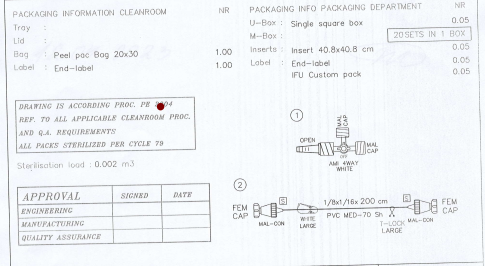 PACKAGING INFORMATION CLEANROOM NR
Tray :
Lid :
Bag : Peel pac Bag 20x30 1.00
Label : End-label 1.00
PACKAGING INFO PACKAGING DEPARTMENT NR
U-Box : Single square box 0.05
M-Box : 20SETS IN 1 BOX
Inserts : Insert 40.8x40.8 cm 0.05
Label : End-label 0.05
IFU Custom pack 0.05
DRAWING IS ACCORDING PROC. PE 04
REF. TO ALL APPLICABLE CLEANROOM PROC.
AND Q.A. REQUIREMENTS
ALL PACKS STERILIZED PER CYCLE 79
Sterilisation load : 0.002 m3
APPROVAL SIGNED DATE
ENGINEERING
MANUFACTURING
QUALITY ASSURANCE
1
MAL CAP
OPEN
OFF
MAL CAP
AMI 4WAY
WHITE
2
FEM CAP
S
MAL-CON
WHITE
LARGE
1/8x1/16x 200 cm
PVC MED-70 Sh
T-LOCK
LARGE
S
MAL-CON
FEM CAP